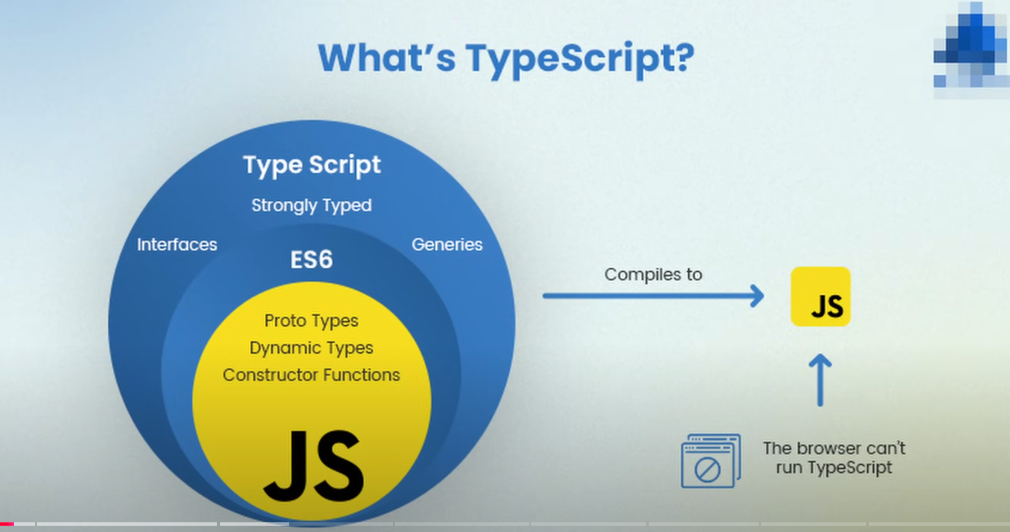 What's TypeScript?
Type Script
Strongly Typed
Interfaces
Generies
ES6
Proto Types
Dynamic Types
Constructor Functions
JS
Compiles to
JS
The browser can't
run TypeScript